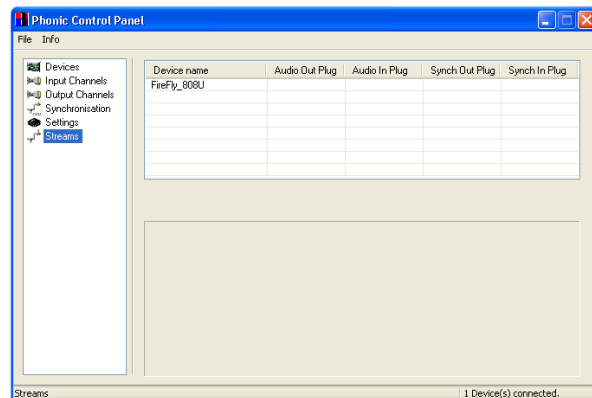 Phonic Control Panel
File Info
Devices
Input Channels
Output Channels
Synchronisation
Settings
Streams
Device name Audio Out Plug Audio In Plug Synch Out Plug Synch In Plug
FireFly_808U
Streams 1 Device(s) connected.